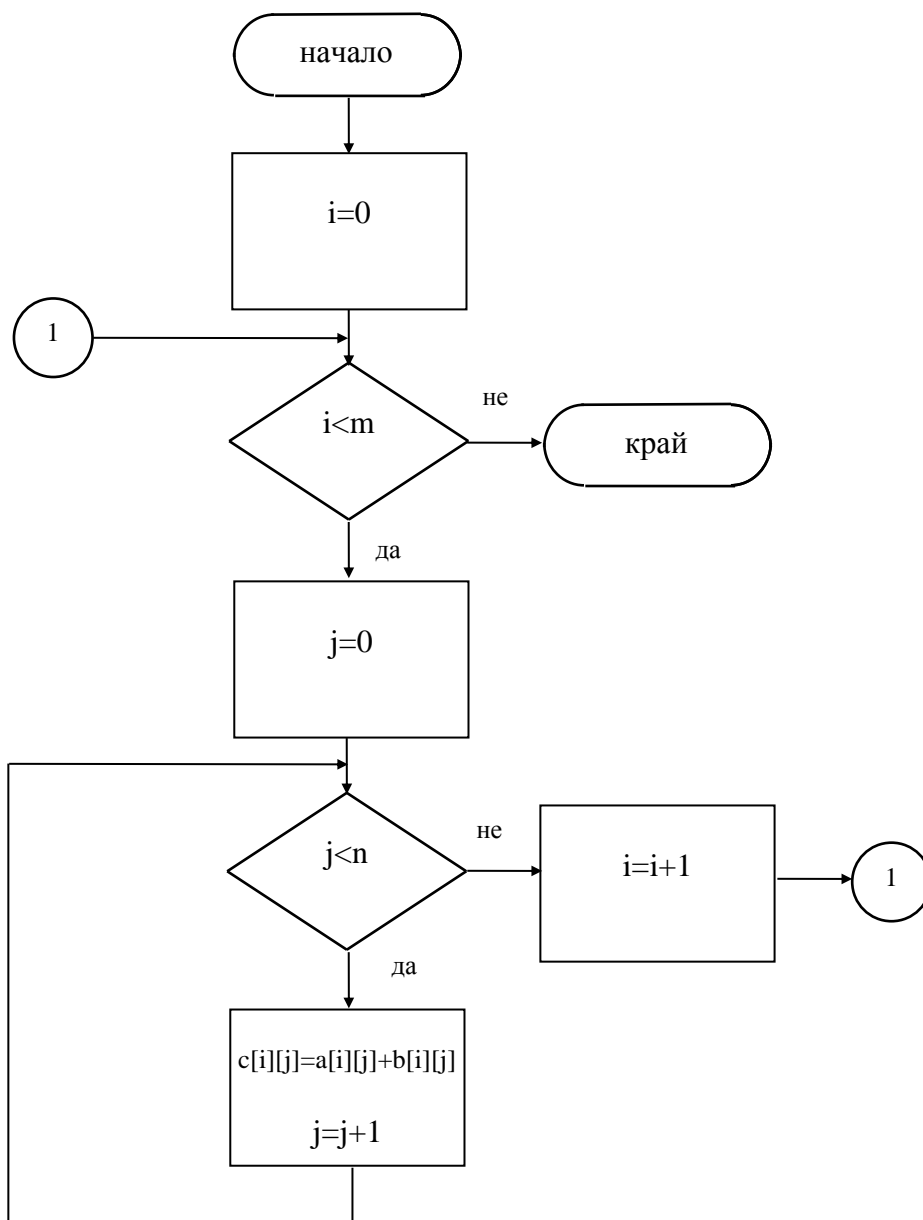 начало
i=0
1
i<m
не
край
да
j=0
j<n
не
i=i+1
1
да
c[i][j]=a[i][j]+b[i][j]
j=j+1